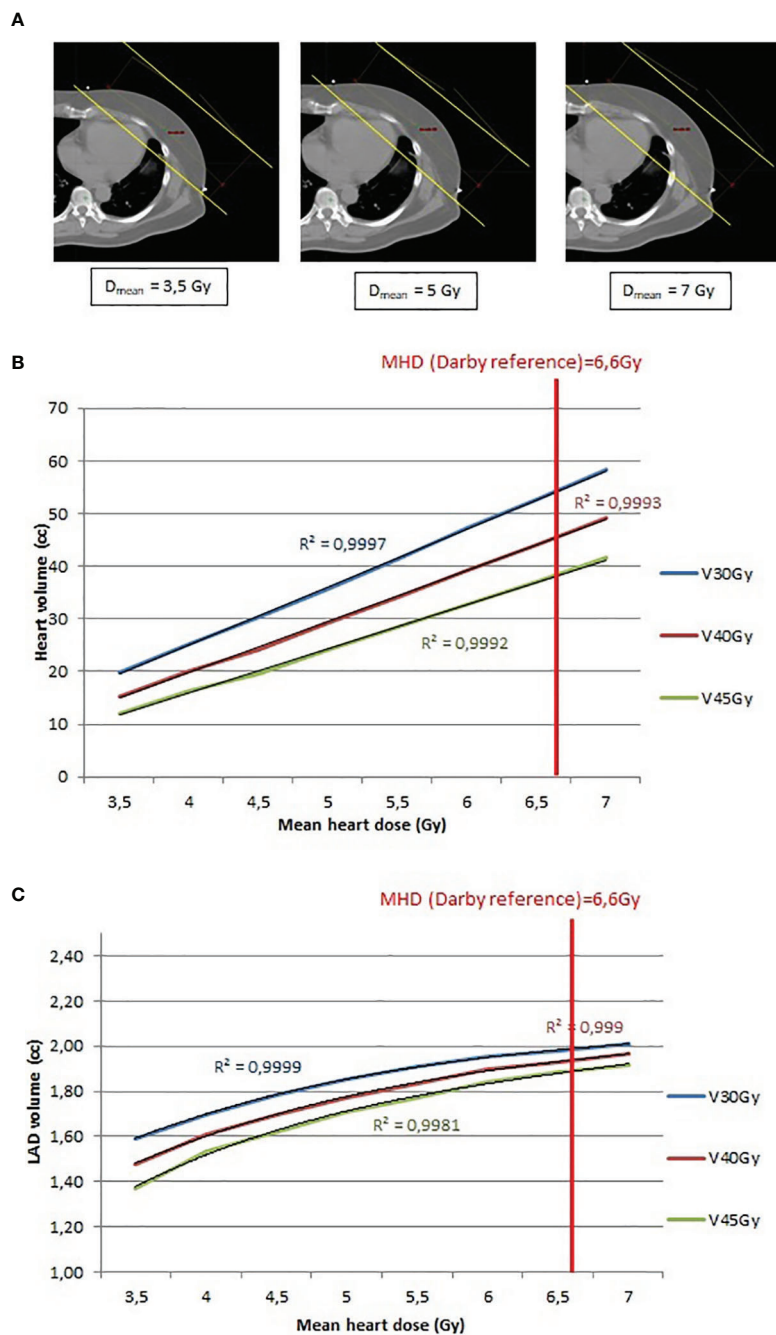 A
D_mean = 3,5 Gy
D_mean = 5 Gy
D_mean = 7 Gy
B
MHD (Darby reference)=6,6Gy
70
60
50
40
30
20
10
0
Heart volume (cc)
R² = 0,9997
R² = 0,9993
R² = 0,9992
V30Gy
V40Gy
V45Gy
3,5 4 4,5 5 5,5 6 6,5 7
Mean heart dose (Gy)
C
MHD (Darby reference)=6,6Gy
2,40
2,20
2,00
1,80
1,60
1,40
1,20
1,00
LAD volume (cc)
R² = 0,9999
R² = 0,999
R² = 0,9981
V30Gy
V40Gy
V45Gy
3,5 4 4,5 5 5,5 6 6,5 7
Mean heart dose (Gy)